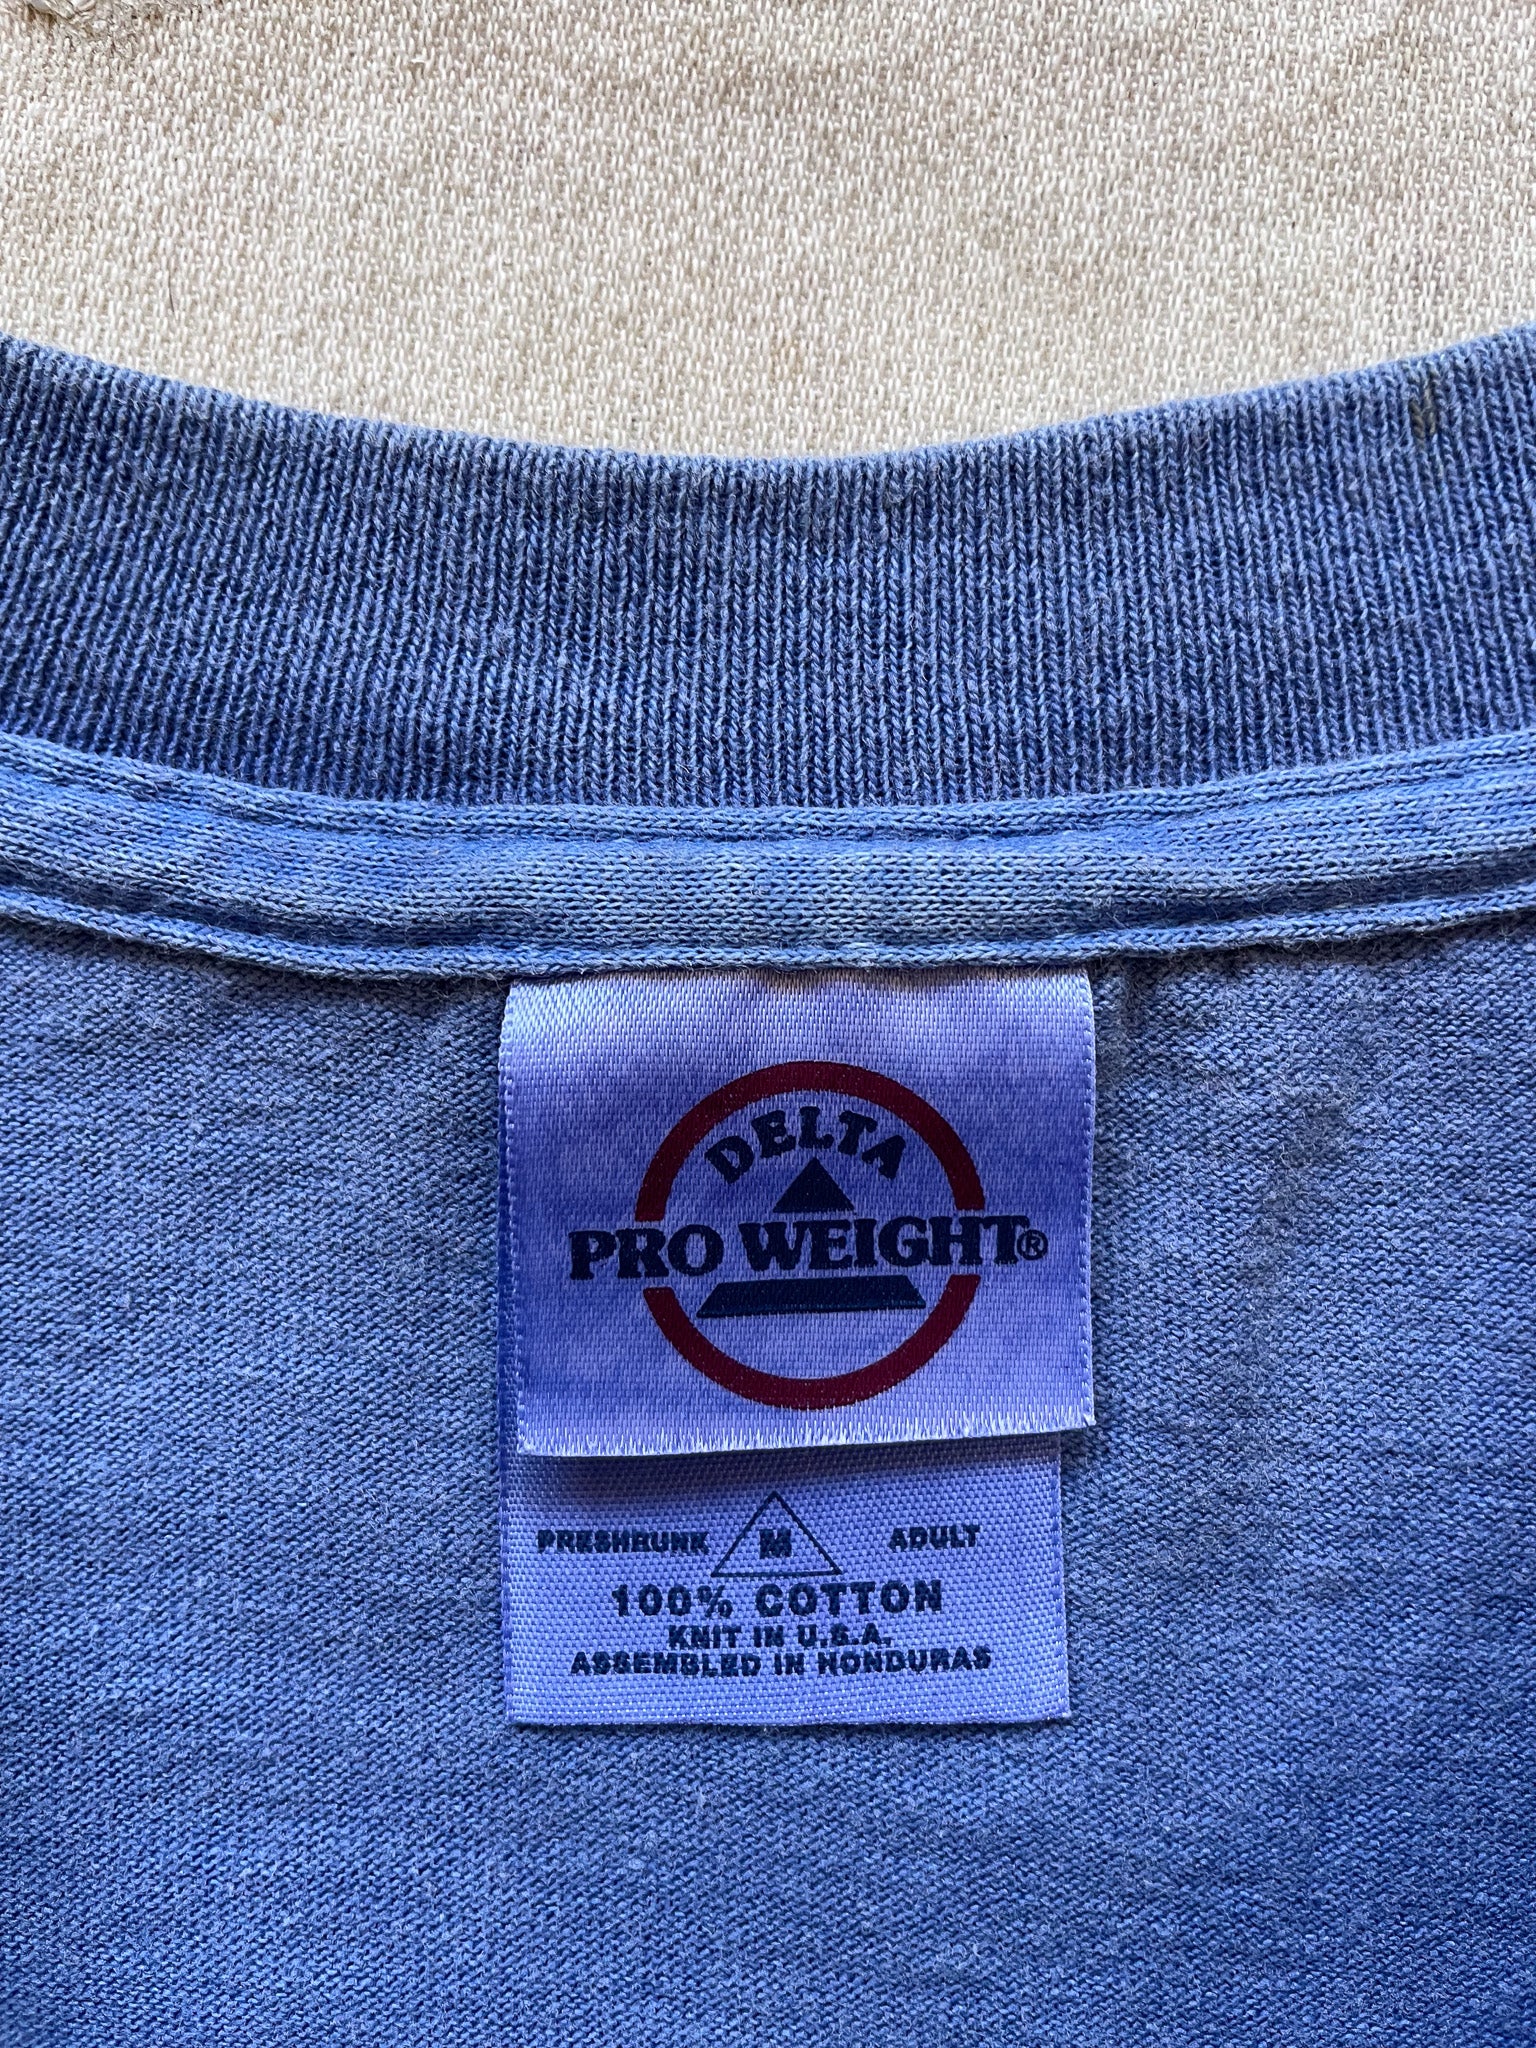 DELTA
PRO WEIGHT®
PRESHRUNK M ADULT
100% COTTON
KNIT IN U.S.A.
ASSEMBLED IN HONDURAS